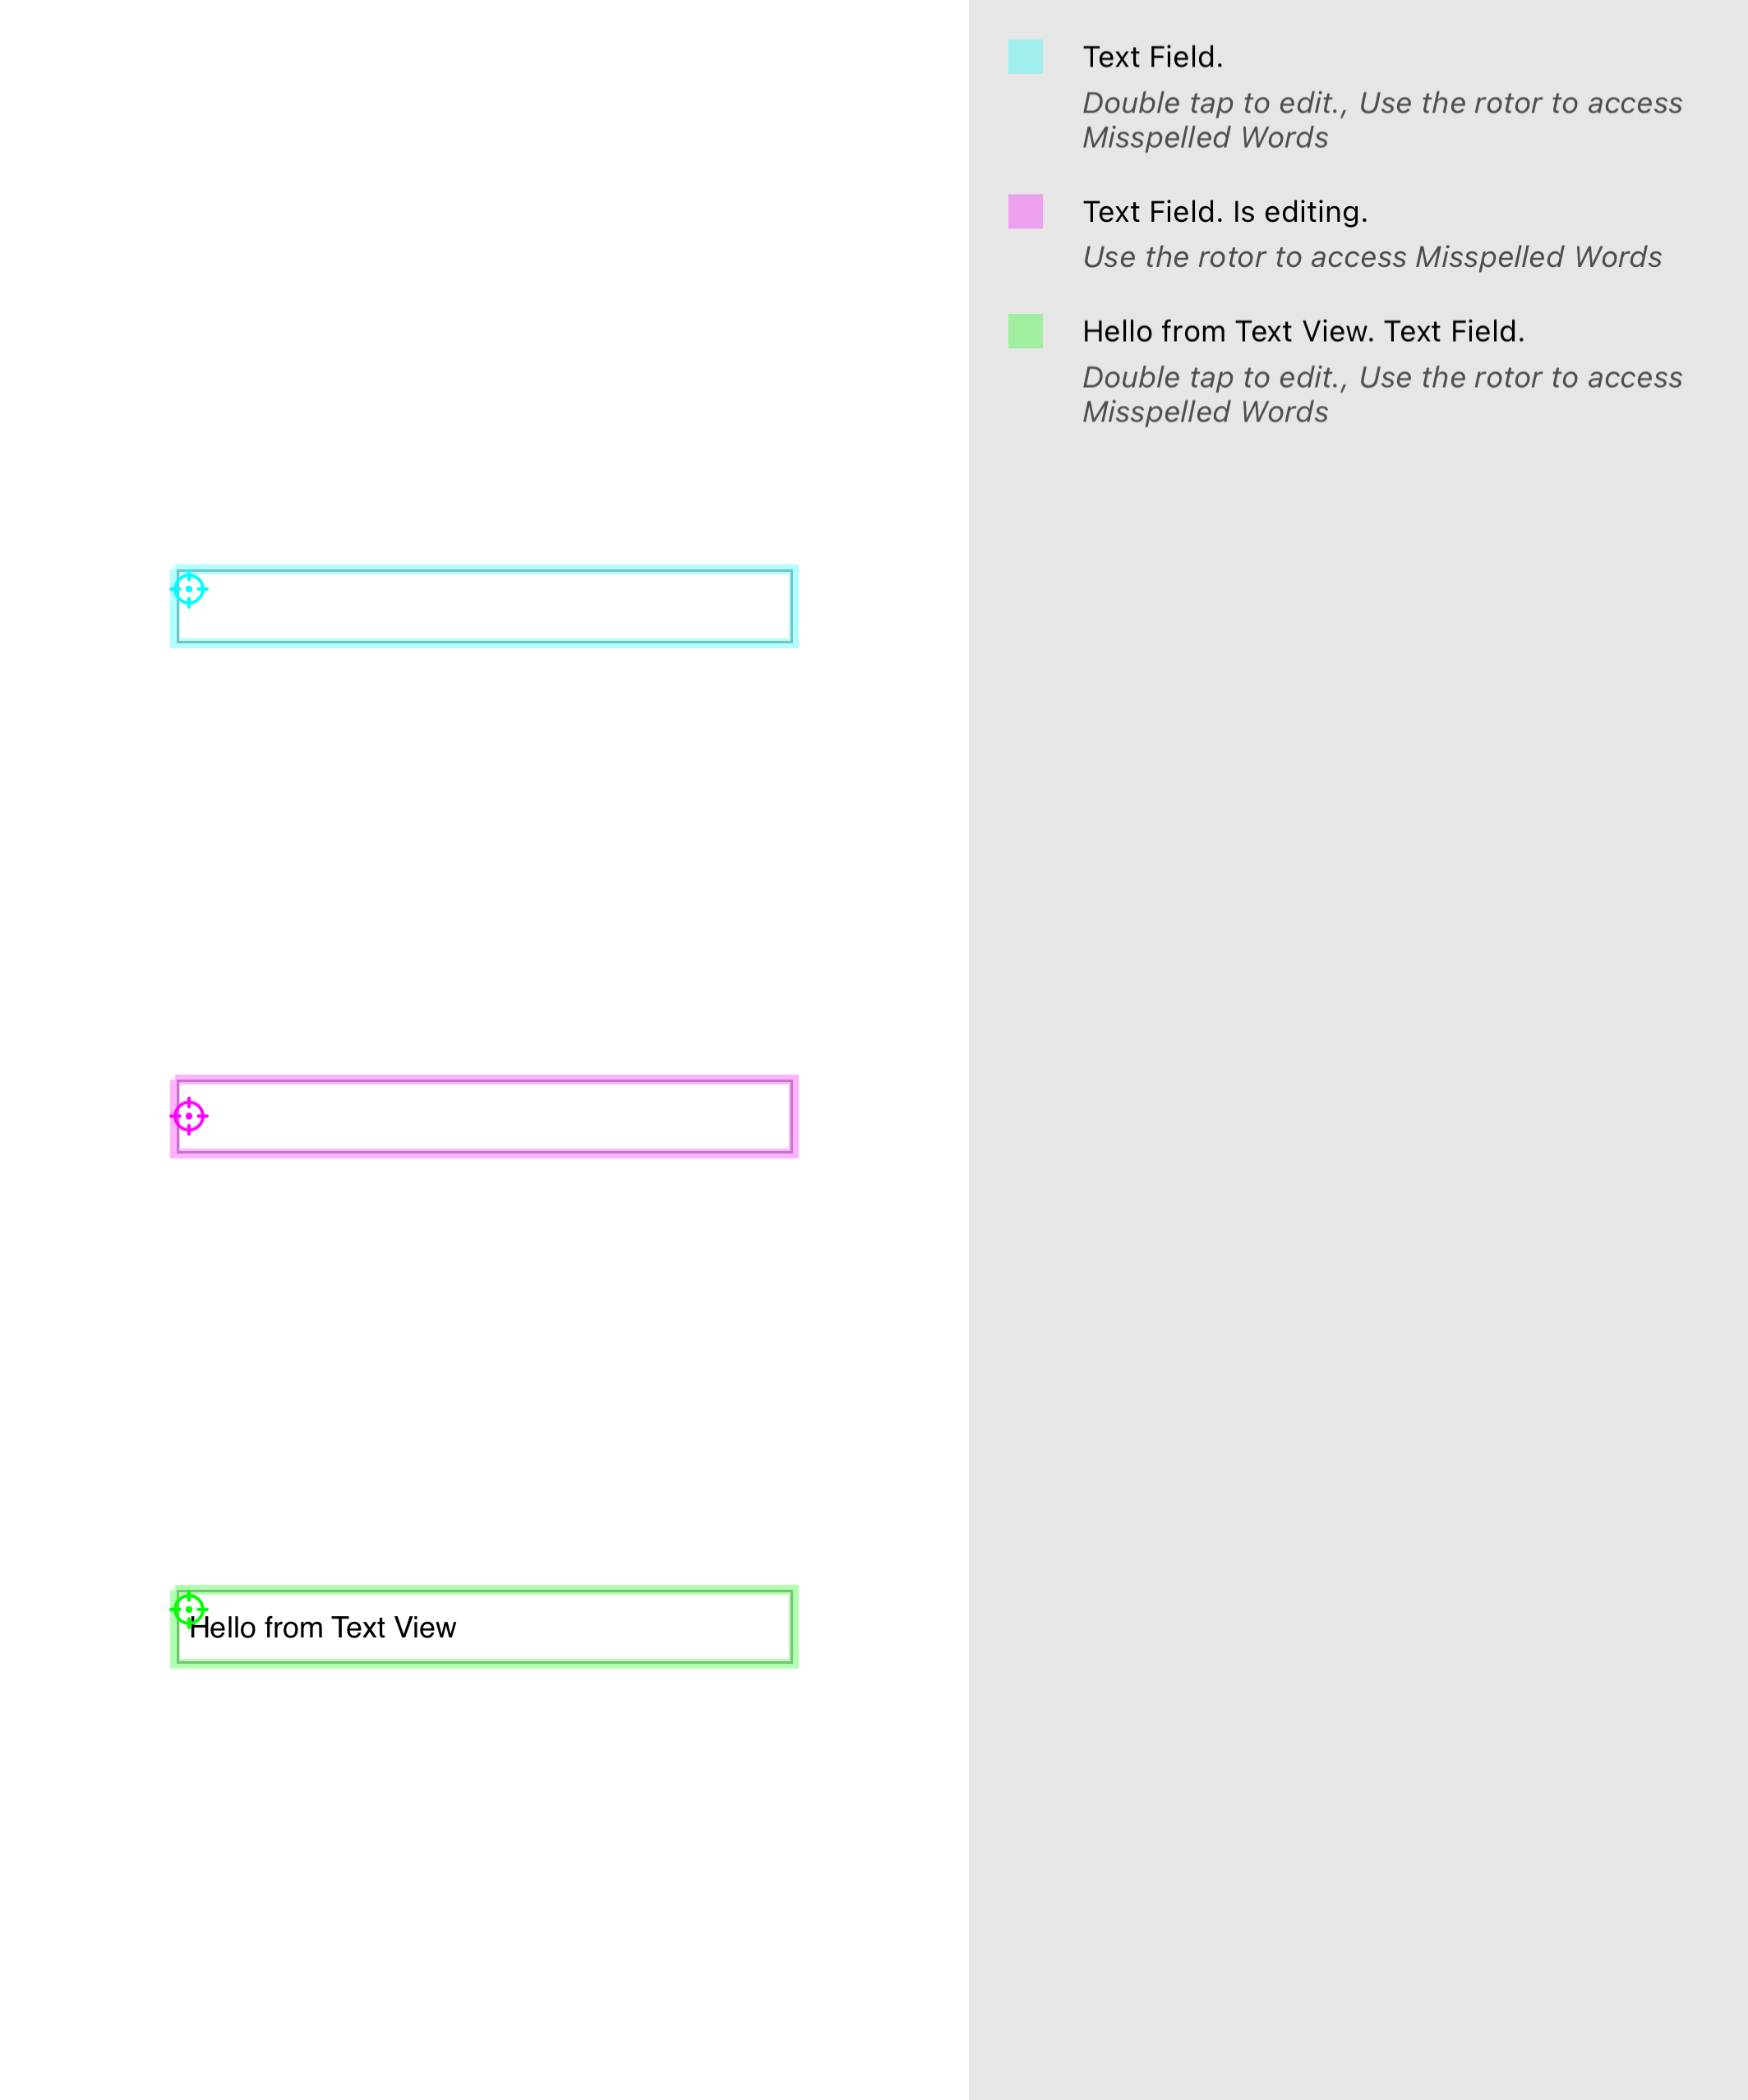 Text Field.
Double tap to edit., Use the rotor to access
Misspelled Words
Text Field. Is editing.
Use the rotor to access Misspelled Words
Hello from Text View. Text Field.
Double tap to edit., Use the rotor to access
Misspelled Words
Hello from Text View